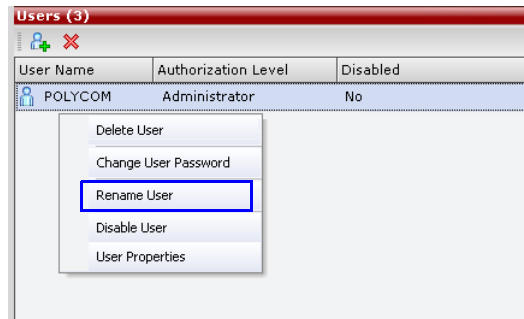 Users (3)
User Name Authorization Level Disabled
POLYCOM Administrator No
Delete User
Change User Password
Rename User
Disable User
User Properties